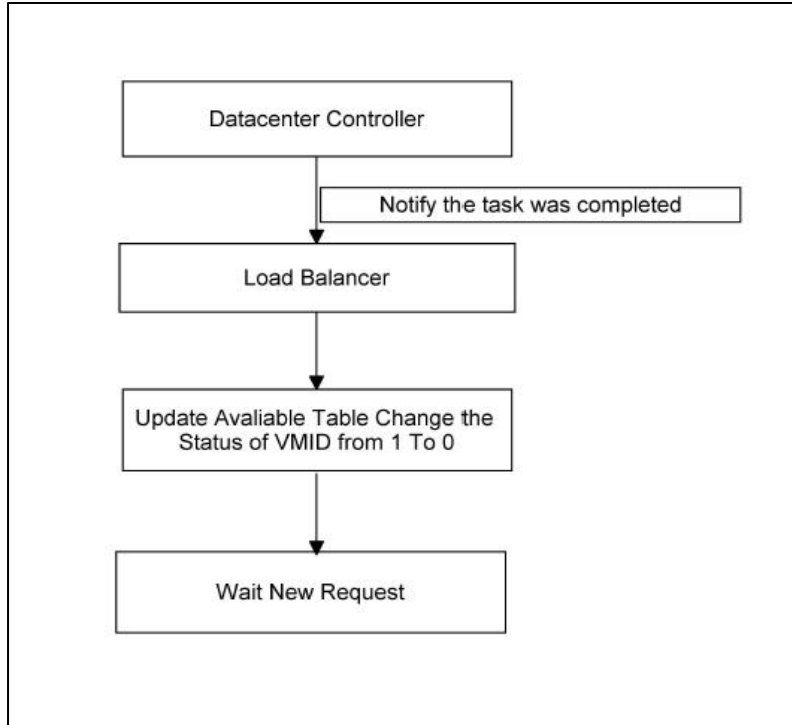 Datacenter Controller
Notify the task was completed
Load Balancer
Update Avaliable Table Change the
Status of VMID from 1 To 0
Wait New Request